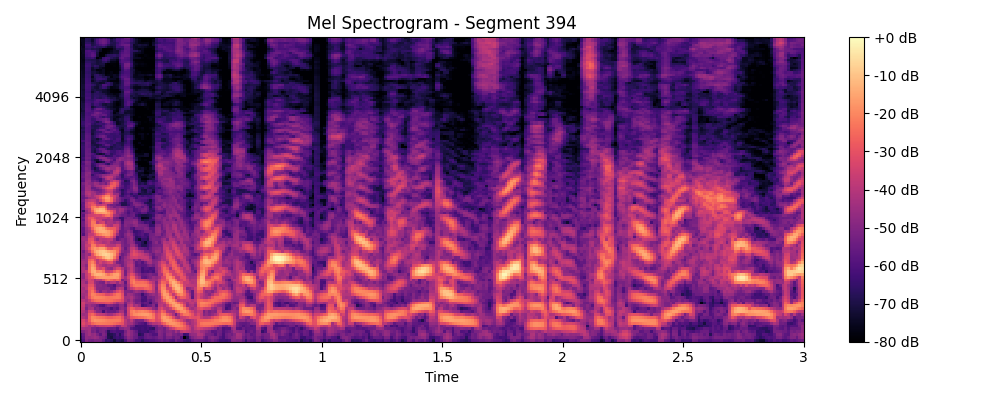 Mel Spectrogram - Segment 394
Frequency
4096
2048
1024
512
0
0
0.5
1
1.5
2
2.5
3
Time
+0 dB
-10 dB
-20 dB
-30 dB
-40 dB
-50 dB
-60 dB
-70 dB
-80 dB